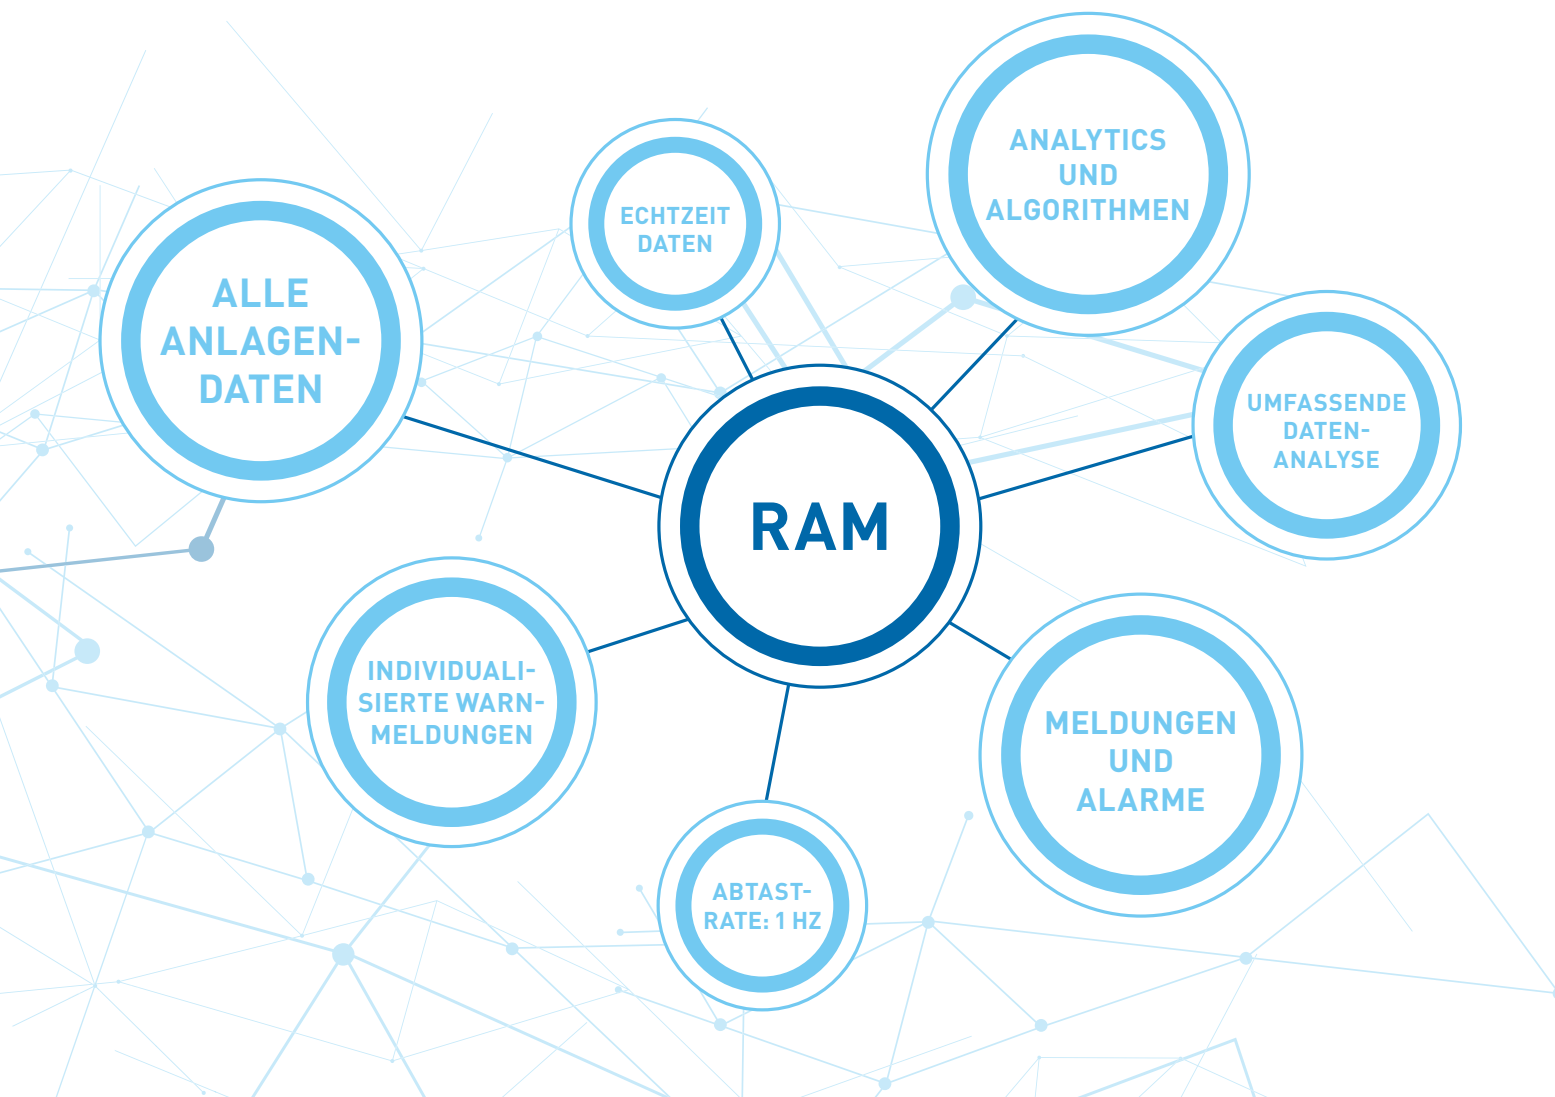 ANALYTICS
UND
ALGORITHMEN
ECHTZEIT
DATEN
ALLE
ANLAGEN-
DATEN
UMFASSENDE
DATEN-
ANALYSE
RAM
INDIVIDUALI-
SIERTE WARN-
MELDUNGEN
MELDUNGEN
UND
ALARME
ABTAST-
RATE: 1 HZ